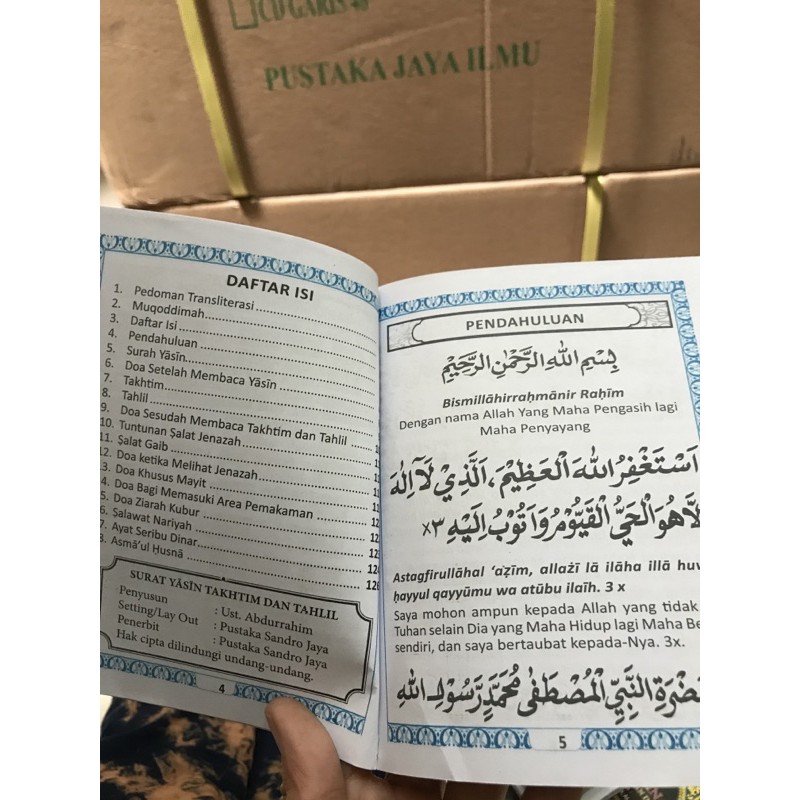 CD GARIS
PUSTAKA JAYA ILMU
DAFTAR ISI
1. Pedoman Transliterasi
2. Muqoddimah
3. Daftar Isi
4. Pendahuluan
5. Surah Yāsīn
6. Doa Setelah Membaca Yāsīn
7. Takhtim
8. Tahlil
9. Doa Sesudah Membaca Takhtim dan Tahlil
10. Tuntunan Ṣalat Jenazah
11. Ṣalat Gaib
12. Doa ketika Melihat Jenazah
13. Doa Khusus Mayit
4. Doa Bagi Memasuki Area Pemakaman
5. Doa Ziarah Kubur
6. Ṣalawat Nariyah
7. Ayat Seribu Dinar
8. Asmā'ul Ḥusnā
SURAT YĀSĪN TAKHTIM DAN TAHLIL
Penyusun : Ust. Abdurrahim
Setting/Lay Out : Pustaka Sandro Jaya
Penerbit : Pustaka Sandro Jaya
Hak cipta dilindungi undang-undang.
4
PENDAHULUAN
بِسْمِ اللّٰهِ الرَّحْمٰنِ الرَّحِيْمِ
Bismillāhirraḥmānir Raḥīm
Dengan nama Allah Yang Maha Pengasih lagi
Maha Penyayang
اَسْتَغْفِرُ اللّٰهَ الْعَظِيْمَ، اَلَّذِيْ لَآ اِلٰهَ
اِلَّا هُوَ الْحَيُّ الْقَيُّوْمُ وَاَتُوْبُ اِلَيْهِ ×٣
Astagfirullāhal 'aẓīm, allażī lā ilāha illā huw
ḥayyul qayyūmu wa atūbu ilaīh. 3 x
Saya mohon ampun kepada Allah yang tidak
Tuhan selain Dia yang Maha Hidup lagi Maha Be
sendiri, dan saya bertaubat kepada-Nya. 3x.
حَضْرَةِ النَّبِيِّ الْمُصْطَفٰى مُحَمَّدٍ رَسُوْلِ اللّٰهِ
5